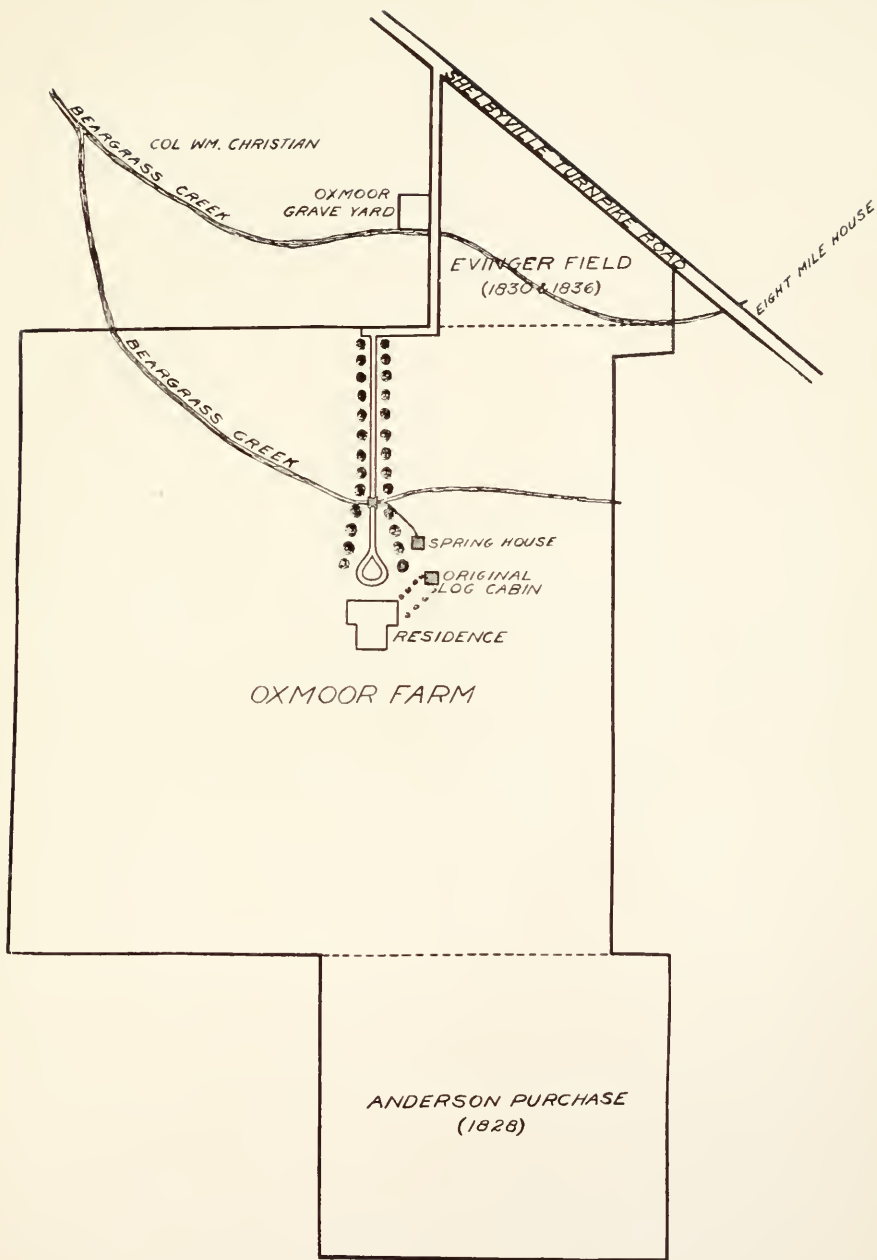 SHELBYVILLE TURNPIKE ROAD
BEARGRASS CREEK
COL WM. CHRISTIAN
OXMOOR
GRAVE YARD
EIGHT MILE HOUSE
EVINGER FIELD
(1830 & 1836)
BEARGRASS CREEK
SPRING HOUSE
ORIGINAL
LOG CABIN
RESIDENCE
OXMOOR FARM
ANDERSON PURCHASE
(1828)